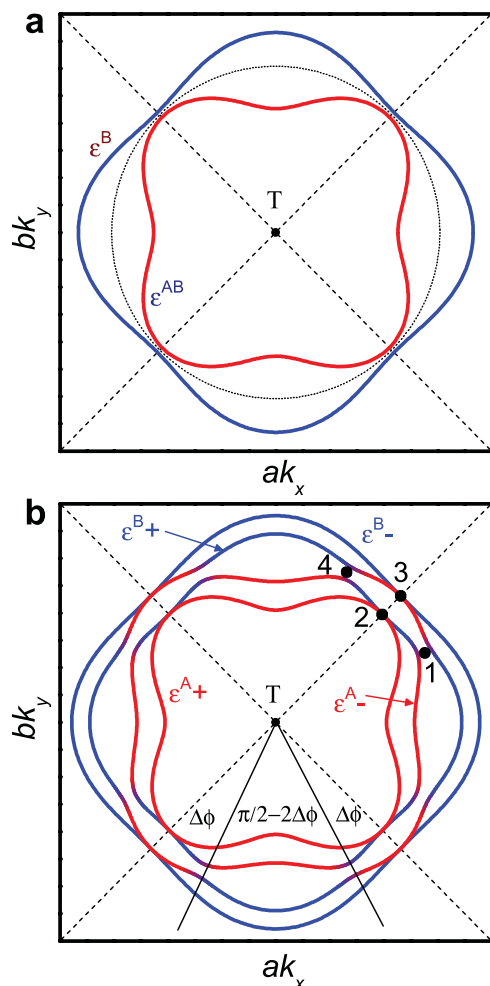 a
ε^B
T
ε^AB
bk_y
ak_x
b
ε^B+
ε^B-
4
3
2
1
ε^A+
T
ε^A-
bk_y
Δϕ
π/2-2Δϕ
Δϕ
ak_x